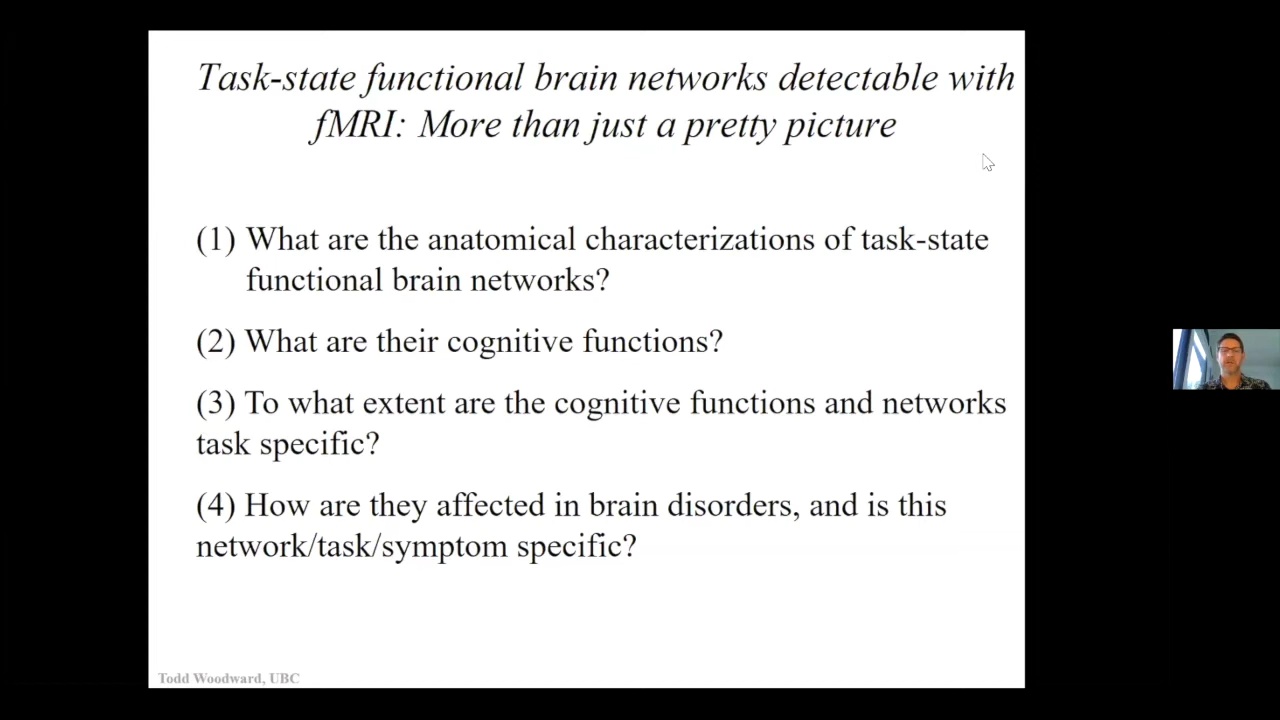 Task-state functional brain networks detectable with
fMRI: More than just a pretty picture
(1) What are the anatomical characterizations of task-state
functional brain networks?
(2) What are their cognitive functions?
(3) To what extent are the cognitive functions and networks
task specific?
(4) How are they affected in brain disorders, and is this
network/task/symptom specific?
Todd Woodward, UBC